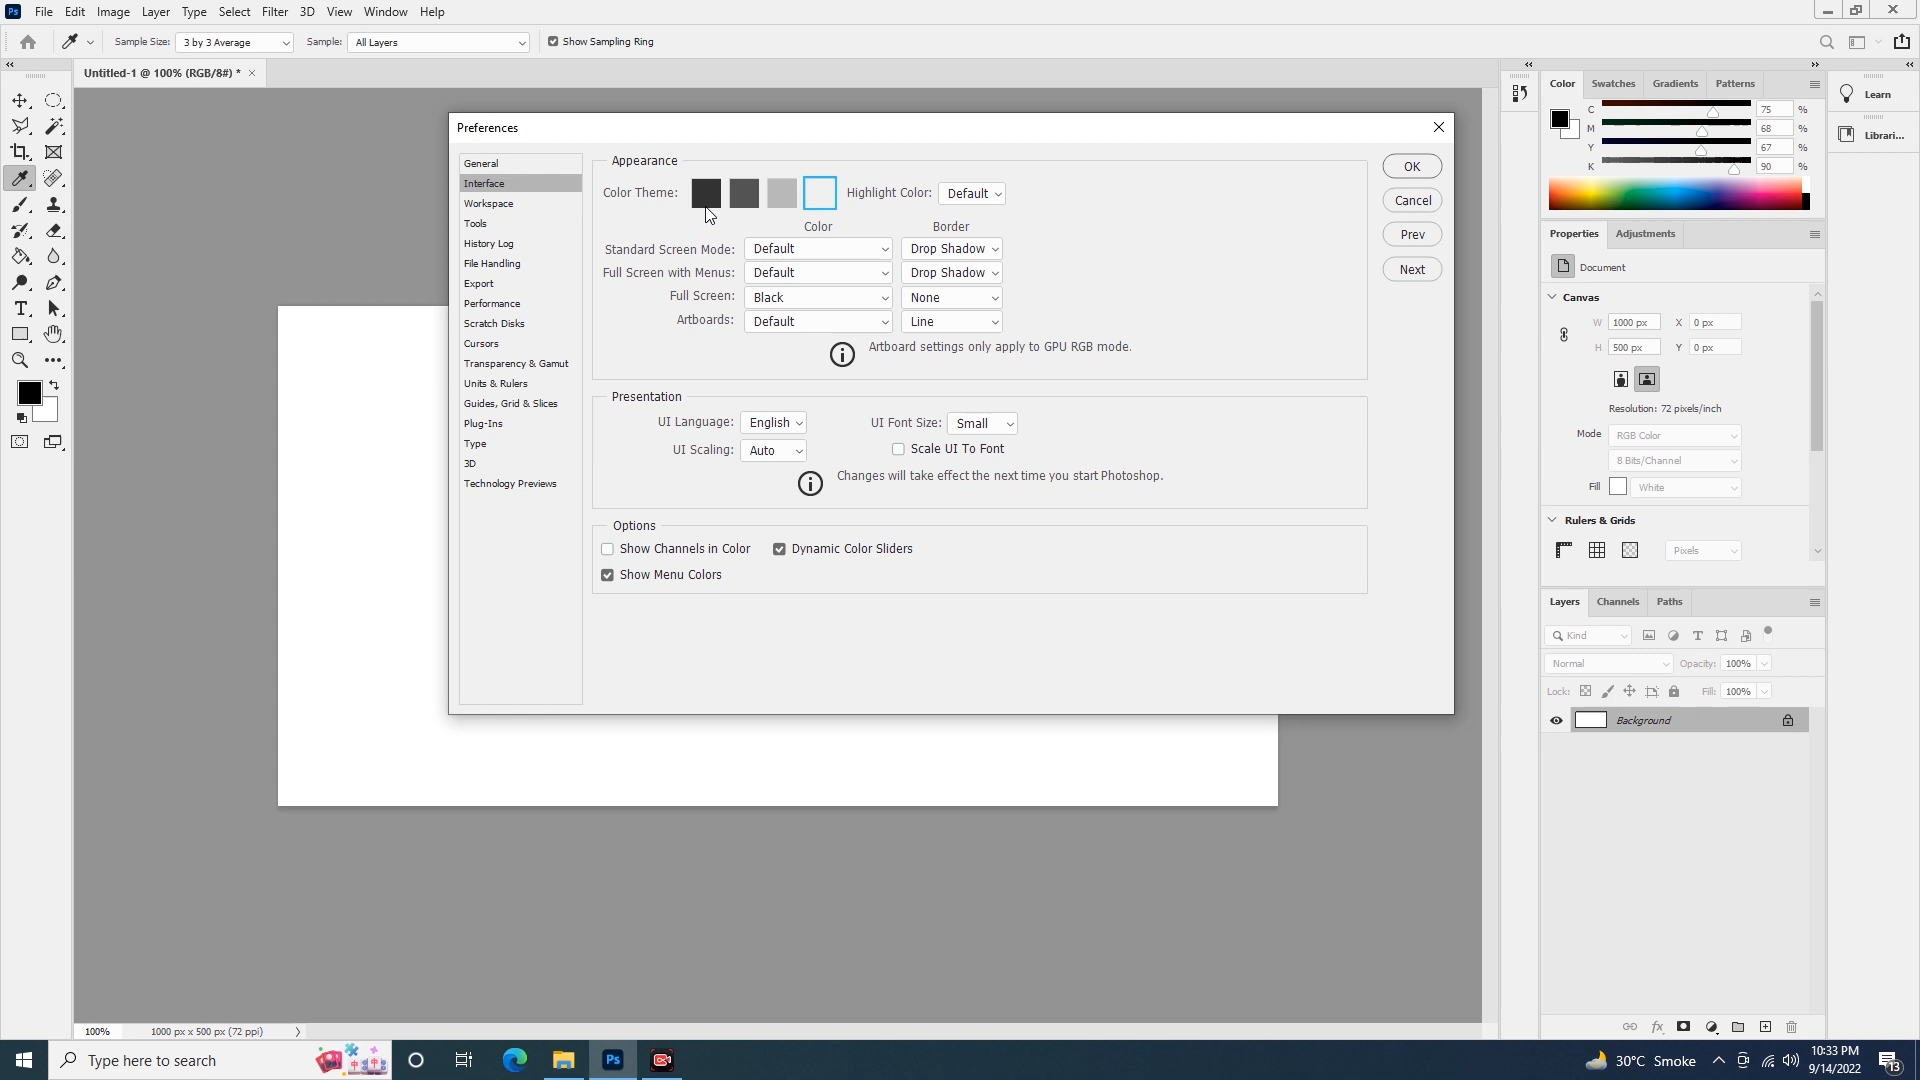 Ps File Edit Image Layer Type Select Filter 3D View Window Help
Sample Size: 3 by 3 Average Sample: All Layers Show Sampling Ring
Untitled-1 @ 100% (RGB/8#) * ×
Preferences
General
Interface
Workspace
Tools
History Log
File Handling
Export
Performance
Scratch Disks
Cursors
Transparency & Gamut
Units & Rulers
Guides, Grid & Slices
Plug-Ins
Type
3D
Technology Previews
Appearance
Color Theme: Highlight Color: Default
Color Border
Standard Screen Mode: Default Drop Shadow
Full Screen with Menus: Default Drop Shadow
Full Screen: Black None
Artboards: Default Line
Artboard settings only apply to GPU RGB mode.
Presentation
UI Language: English UI Font Size: Small
UI Scaling: Auto Scale UI To Font
Changes will take effect the next time you start Photoshop.
Options
Show Channels in Color Dynamic Color Sliders
Show Menu Colors
OK
Cancel
Prev
Next
Color Swatches Gradients Patterns
C 75 %
M 68 %
Y 67 %
K 90 %
Learn
Librari...
Properties Adjustments
Document
Canvas
W 1000 px X 0 px
H 500 px Y 0 px
Resolution: 72 pixels/inch
Mode RGB Color
8 Bits/Channel
Fill White
Rulers & Grids
Pixels
Layers Channels Paths
Kind
Normal Opacity: 100%
Lock: Fill: 100%
Background
fx
100% 1000 px x 500 px (72 ppi)
Type here to search
Ps
30°C Smoke
10:33 PM
9/14/2022
13